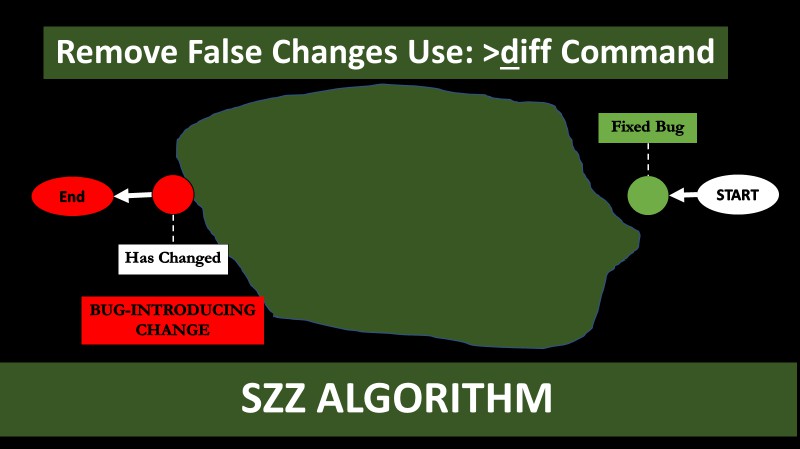 Remove False Changes Use: >diff Command
Fixed Bug
End
START
Has Changed
BUG-INTRODUCING
CHANGE
SZZ ALGORITHM